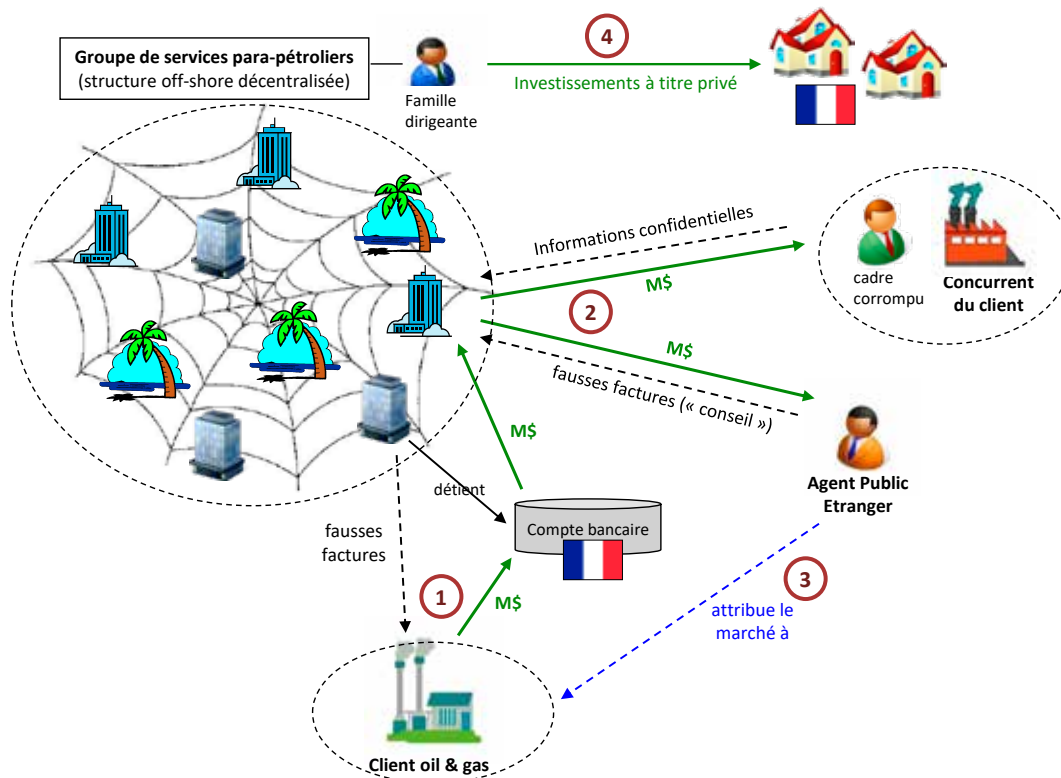 Groupe de services para-pétroliers
(structure off-shore décentralisée)
Famille
dirigeante
4
Investissements à titre privé
Informations confidentielles
M$
2
M$
fausses factures (« conseil »)
cadre
corrompu
Concurrent
du client
Agent Public
Etranger
M$
détient
Compte bancaire
fausses
factures
1
M$
3
attribue le
marché à
Client oil & gas